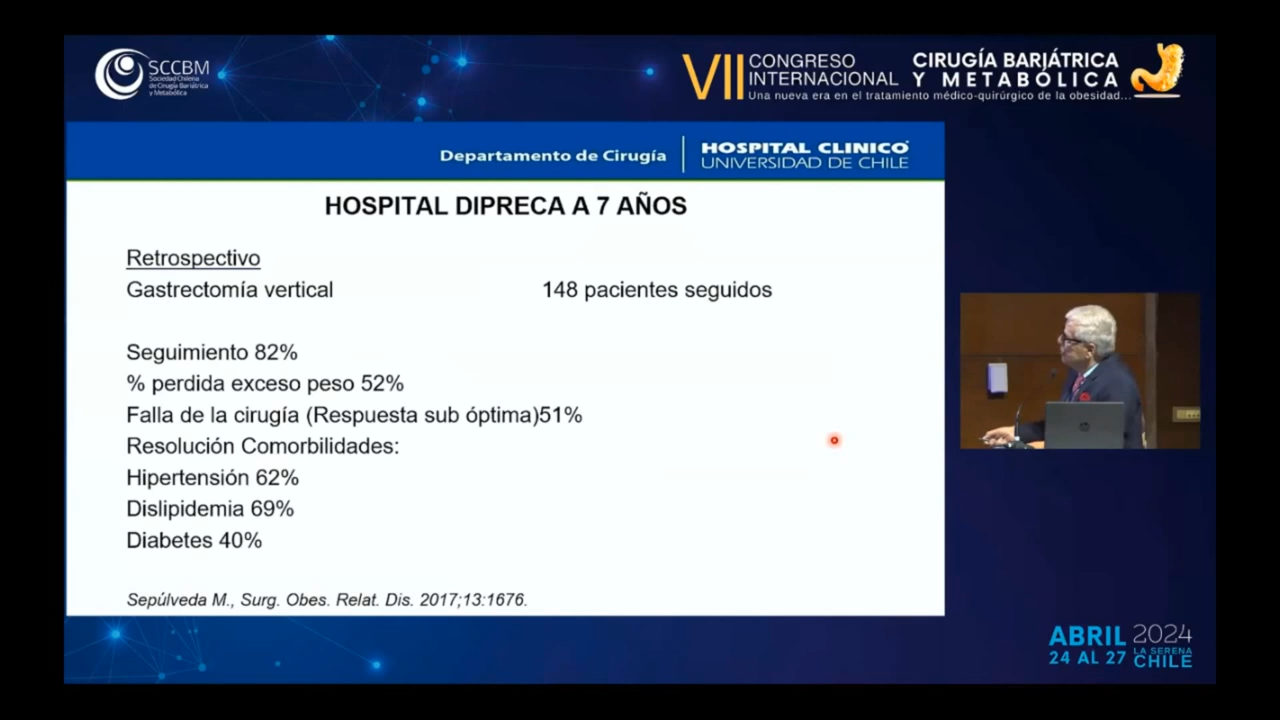 SCCBM
Sociedad Chilena
de Cirugía Bariátrica
y Metabólica
VII CONGRESO INTERNACIONAL
CIRUGÍA BARIÁTRICA
Y METABÓLICA
Una nueva era en el tratamiento médico-quirúrgico de la obesidad...
Departamento de Cirugía
HOSPITAL CLINICO
UNIVERSIDAD DE CHILE
HOSPITAL DIPRECA A 7 AÑOS
Retrospectivo
Gastrectomía vertical 148 pacientes seguidos
Seguimiento 82%
% perdida exceso peso 52%
Falla de la cirugía (Respuesta sub óptima)51%
Resolución Comorbilidades:
Hipertensión 62%
Dislipidemia 69%
Diabetes 40%
Sepúlveda M., Surg. Obes. Relat. Dis. 2017;13:1676.
ABRIL 2024
24 AL 27 LA SERENA
CHILE